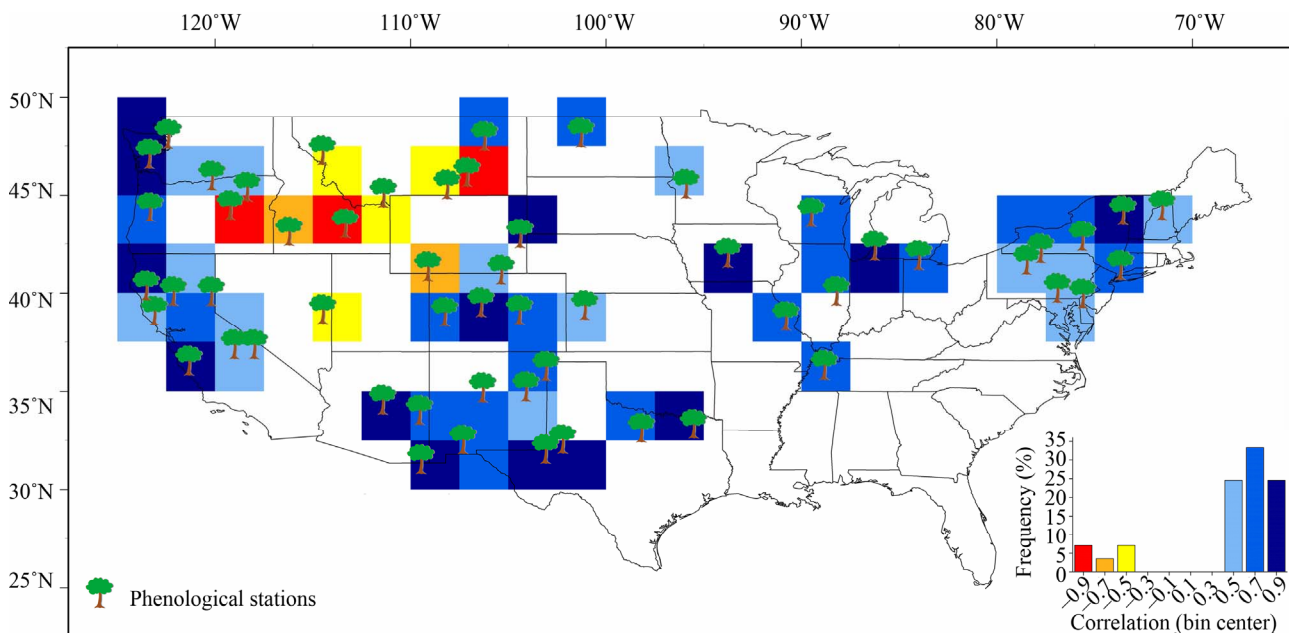 120°W 110°W 100°W 90°W 80°W 70°W
50°N
45°N
40°N
35°N
30°N
25°N
Phenological stations
Frequency (%)
35
30
25
20
15
10
5
0
−0.9 −0.7 −0.5 −0.3 −0.1 0.1 0.3 0.5 0.7 0.9
Correlation (bin center)